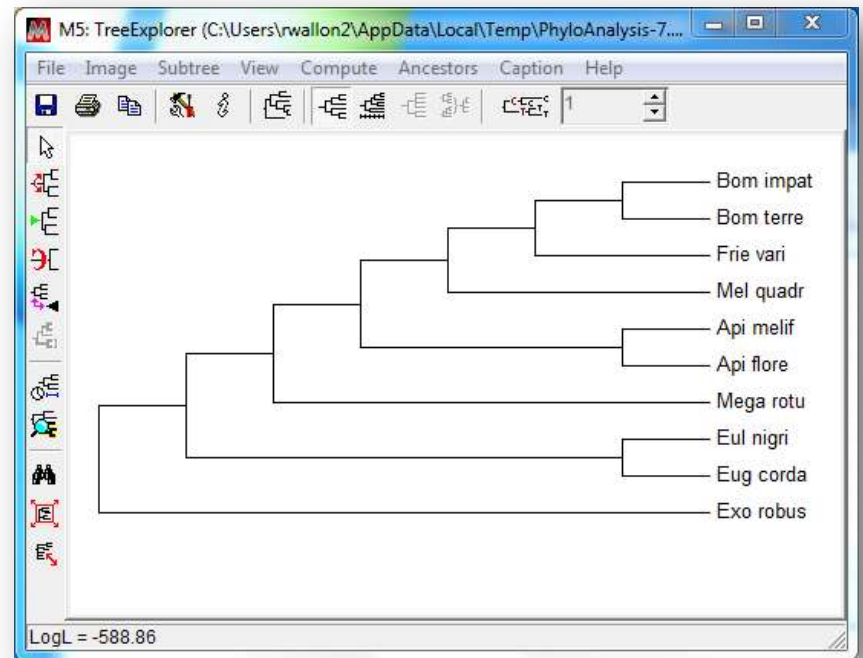 M5: TreeExplorer (C:\Users\rwallon2\AppData\Local\Temp\PhyloAnalysis-7....
File Image Subtree View Compute Ancestors Caption Help
1
Bom impat
Bom terre
Frie vari
Mel quadr
Api melif
Api flore
Mega rotu
Eul nigri
Eug corda
Exo robus
LogL = -588.86